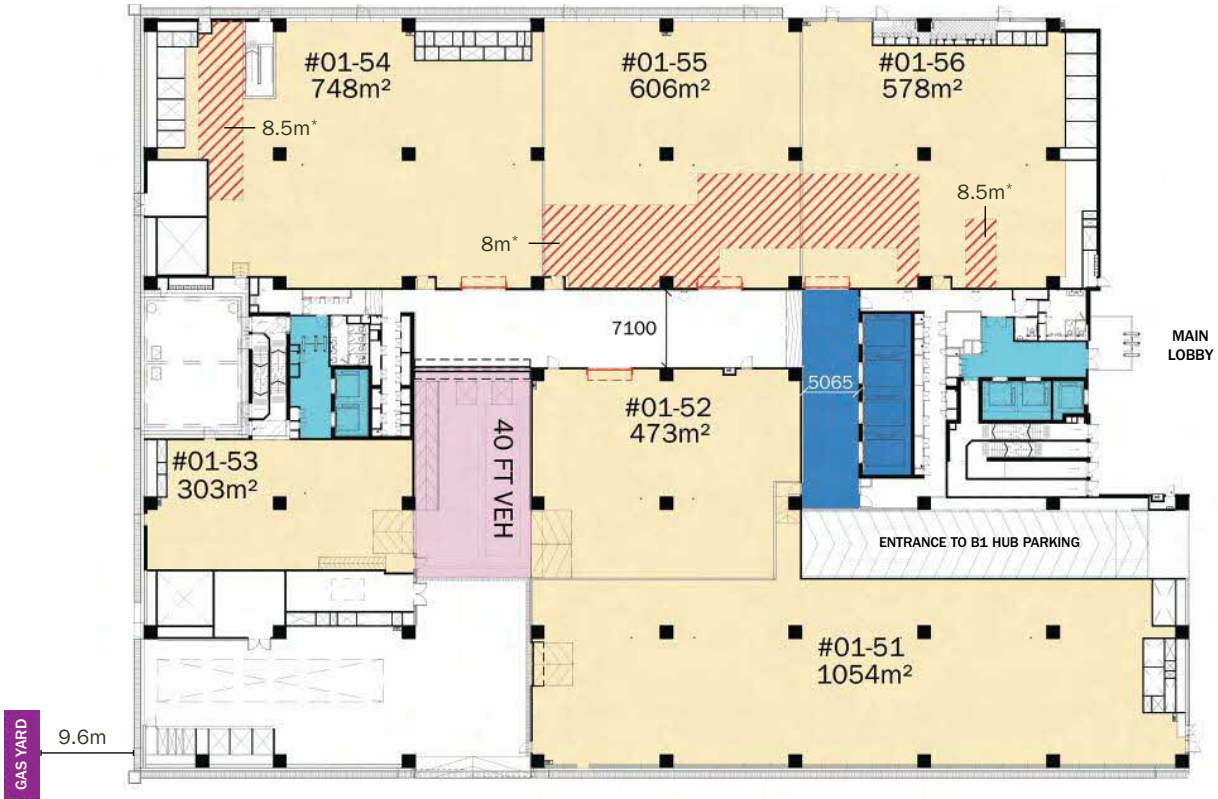 #01-54
748m²
#01-55
606m²
#01-56
578m²
8.5m*
8.5m*
8m*
7100
MAIN
LOBBY
5065
#01-52
473m²
40 FT VEH
#01-53
303m²
ENTRANCE TO B1 HUB PARKING
#01-51
1054m²
GAS YARD
9.6m